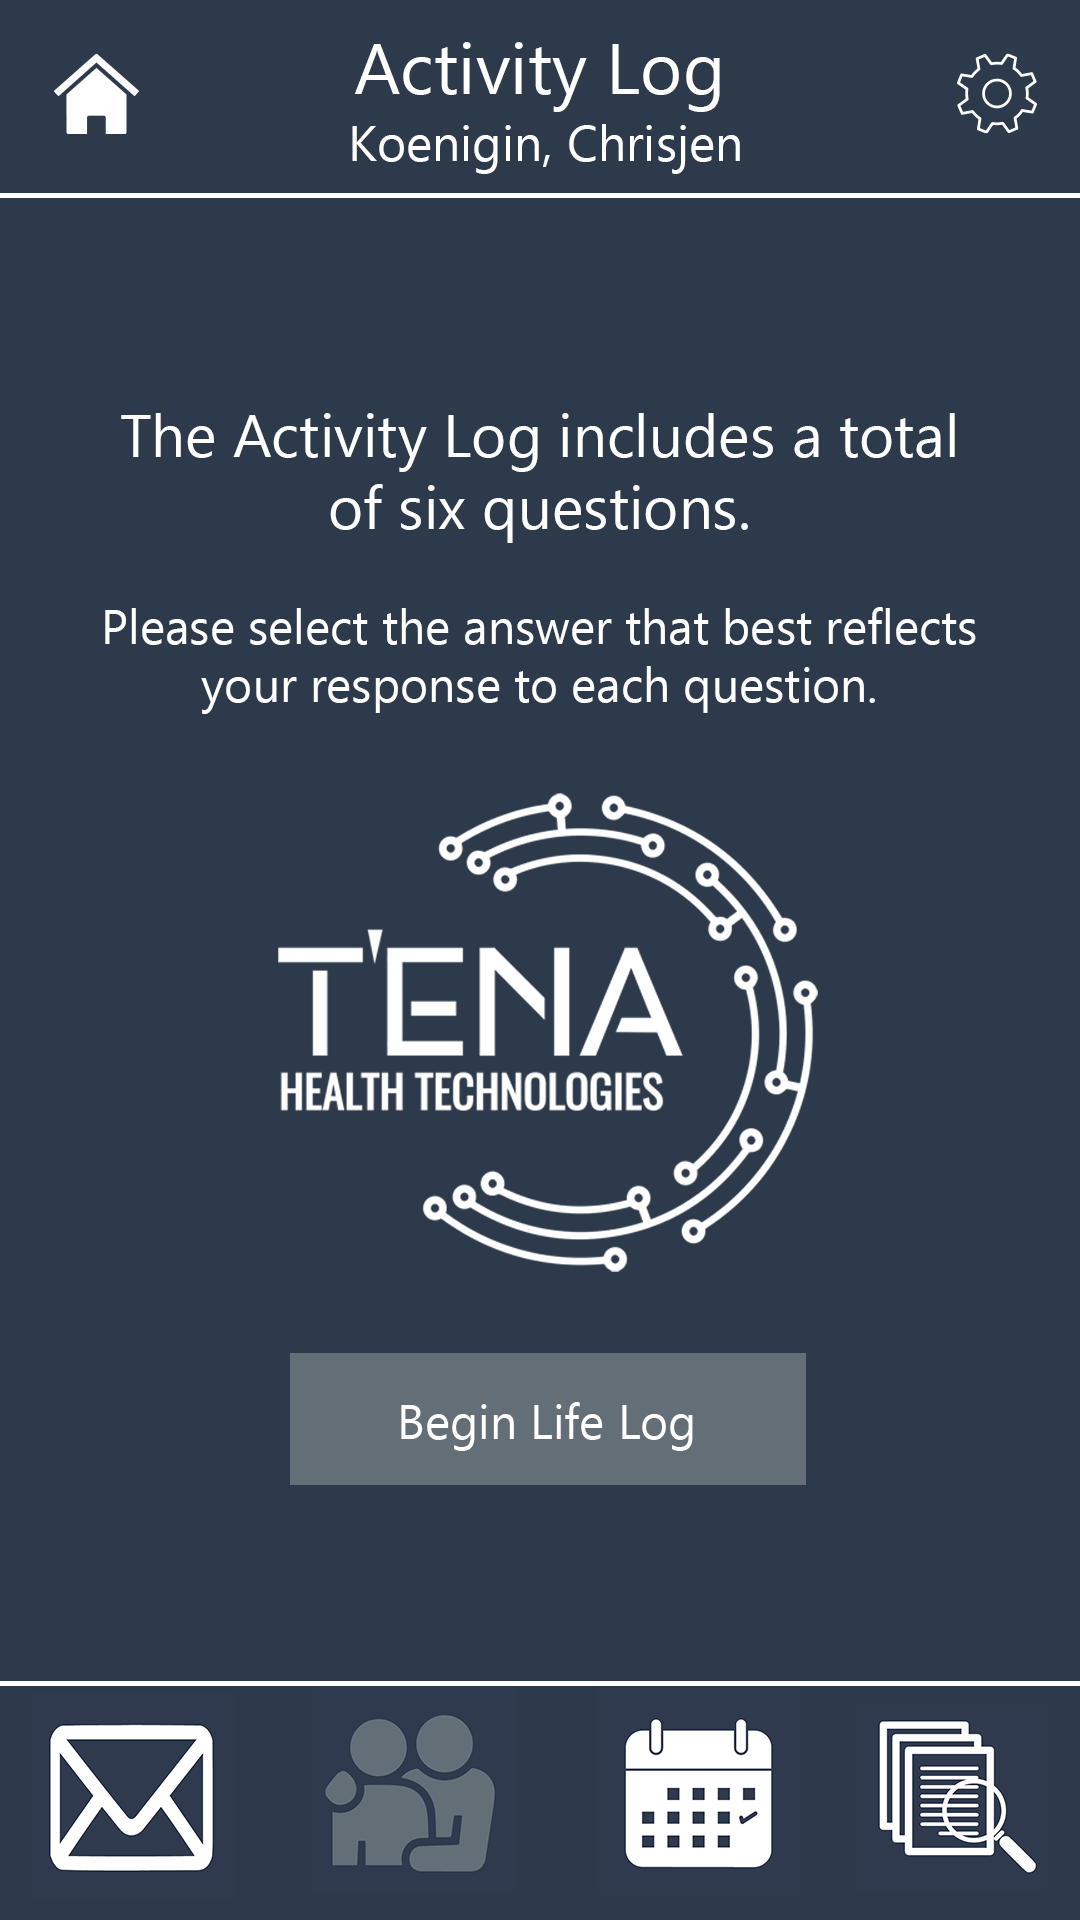 Activity Log
Koenigin, Chrisjen
The Activity Log includes a total
of six questions.
Please select the answer that best reflects
your response to each question.
T'ENA
HEALTH TECHNOLOGIES
Begin Life Log